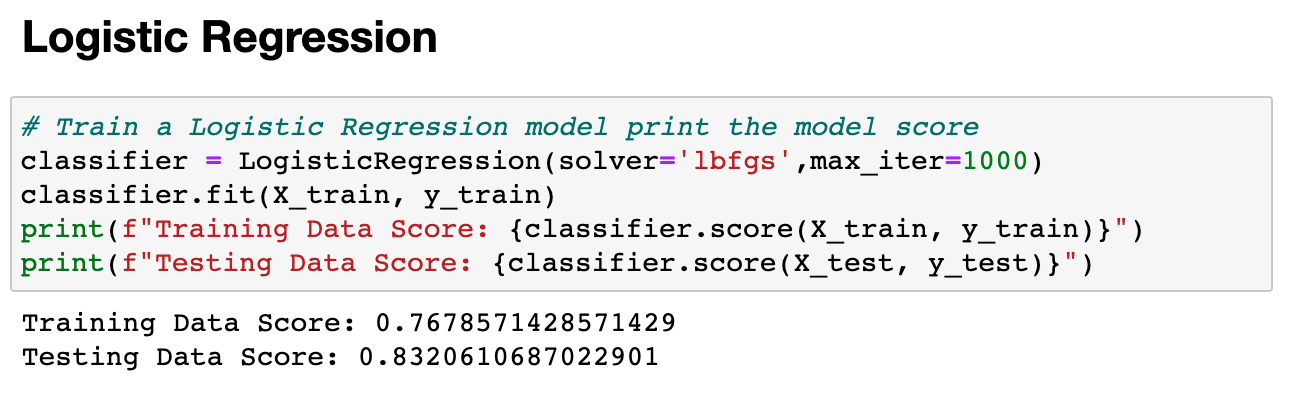 Logistic Regression
# Train a Logistic Regression model print the model score
classifier = LogisticRegression(solver='lbfgs',max_iter=1000)
classifier.fit(X_train, y_train)
print(f"Training Data Score: {classifier.score(X_train, y_train)}")
print(f"Testing Data Score: {classifier.score(X_test, y_test)}")
Training Data Score: 0.7678571428571429
Testing Data Score: 0.8320610687022901